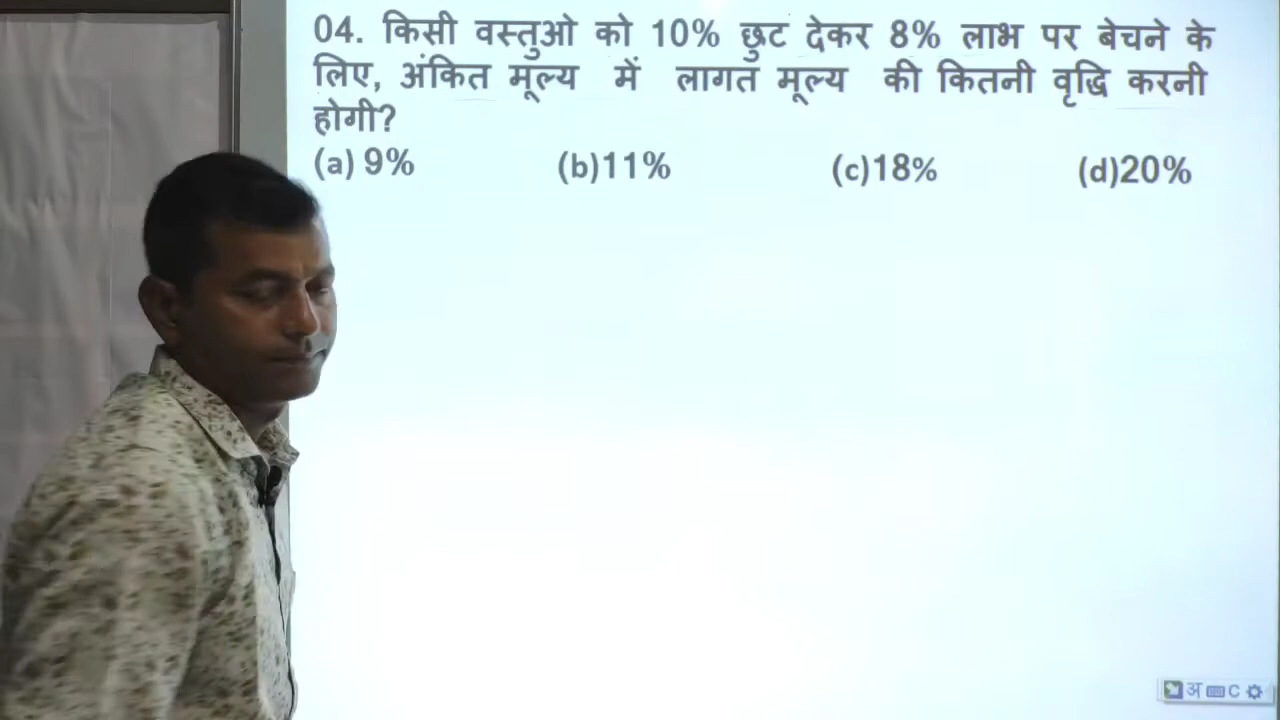 04. किसी वस्तुओ को 10% छुट देकर 8% लाभ पर बेचने के
लिए, अंकित मूल्य में लागत मूल्य की कितनी वृद्धि करनी
होगी?
(a) 9% (b)11% (c)18% (d)20%
अ C